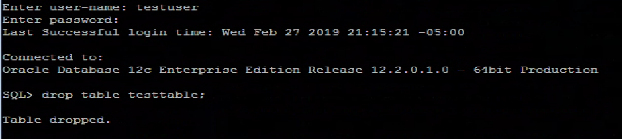 Enter user-name: testuser
Enter password:
Last Successful login time: Wed Feb 27 2019 21:15:21 -05:00
Connected to:
Oracle Database 12c Enterprise Edition Release 12.2.0.1.0 - 64bit Production
SQL> drop table testtable;
Table dropped.